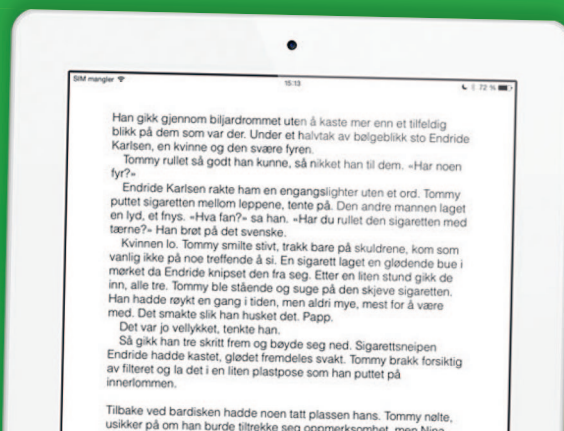 SIM mangler
15:13
72 %
Han gikk gjennom biljardrommet uten å kaste mer enn et tilfeldig
blikk på dem som var der. Under et halvtak av bølgeblikk sto Endride
Karlsen, en kvinne og den svære fyren.
Tommy rullet så godt han kunne, så nikket han til dem. «Har noen
fyr?»
Endride Karlsen rakte ham en engangslighter uten et ord. Tommy
puttet sigaretten mellom leppene, tente på. Den andre mannen laget
en lyd, et fnys. «Hva fan?» sa han. «Har du rullet den sigaretten med
tærne?» Han brøt på det svenske.
Kvinnen lo. Tommy smilte stivt, trakk bare på skuldrene, kom som
vanlig ikke på noe treffende å si. En sigarett laget en glødende bue i
mørket da Endride knipset den fra seg. Etter en liten stund gikk de
inn, alle tre. Tommy ble stående og suge på den skjeve sigaretten.
Han hadde røykt en gang i tiden, men aldri mye, mest for å være
med. Det smakte slik han husket det. Papp.
Det var jo vellykket, tenkte han.
Så gikk han tre skritt frem og bøyde seg ned. Sigarettsneipen
Endride hadde kastet, glødet fremdeles svakt. Tommy brakk forsiktig
av filteret og la det i en liten plastpose som han puttet på
innerlommen.
Tilbake ved bardisken hadde noen tatt plassen hans. Tommy nølte,
usikker på om han burde tiltrekke seg oppmerksomhet, men Nina